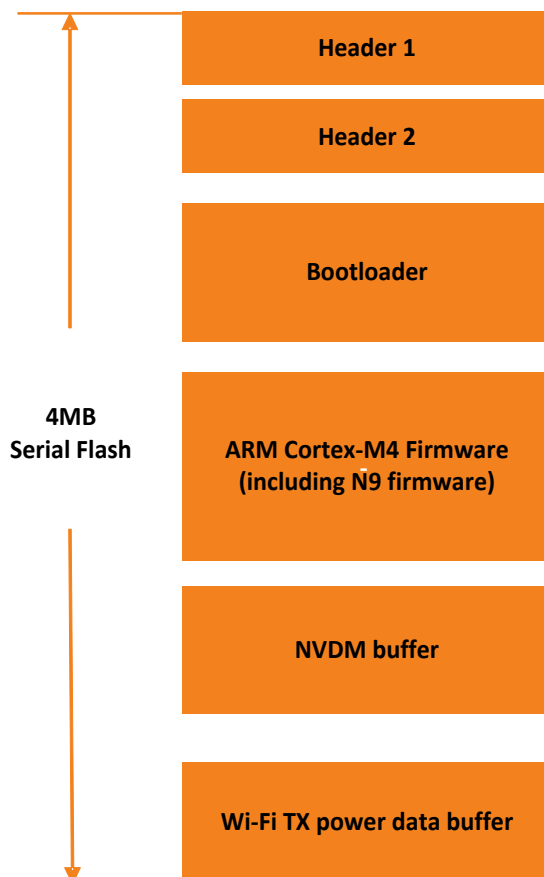 Header 1
Header 2
Bootloader
4MB
Serial Flash
ARM Cortex-M4 Firmware
(including N9 firmware)
NVDM buffer
Wi-Fi TX power data buffer